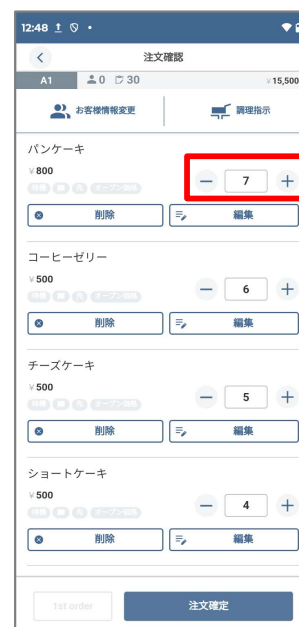 12:48
注文確認
A1 0 30 ¥15,500
お客様情報変更 調理指示
パンケーキ
¥800
7
削除 編集
コーヒーゼリー
¥500
6
削除 編集
チーズケーキ
¥500
5
削除 編集
ショートケーキ
¥500
4
削除 編集
1st order 注文確定